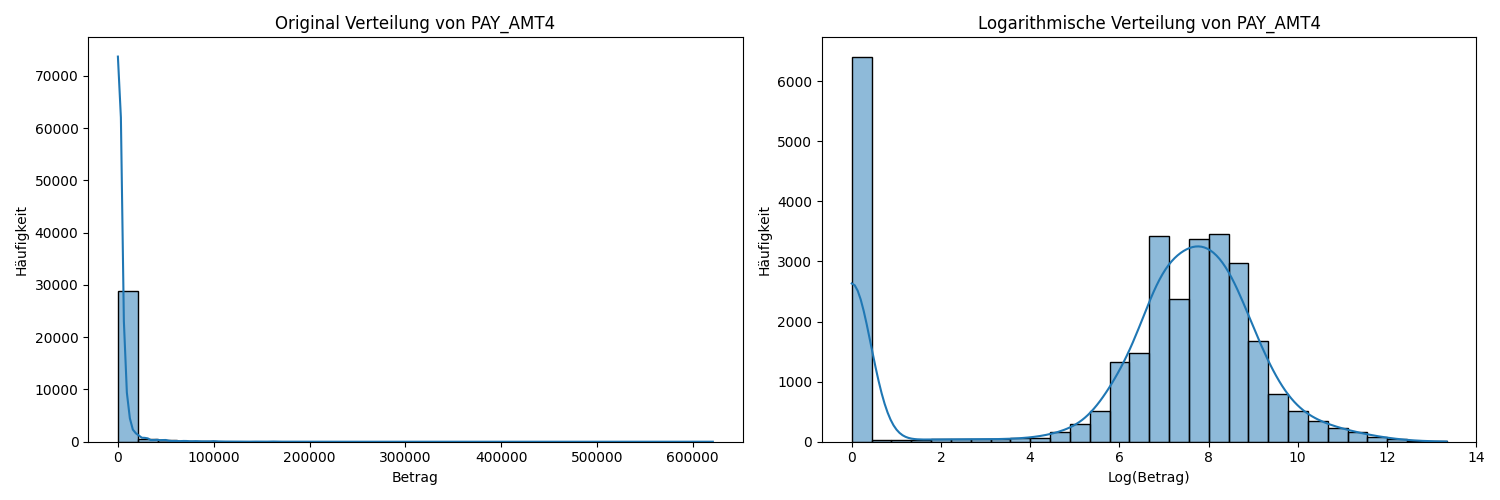 Original Verteilung von PAY_AMT4
Häufigkeit
70000
60000
50000
40000
30000
20000
10000
0
0 100000 200000 300000 400000 500000 600000
Betrag
Logarithmische Verteilung von PAY_AMT4
Häufigkeit
6000
5000
4000
3000
2000
1000
0
0 2 4 6 8 10 12 14
Log(Betrag)